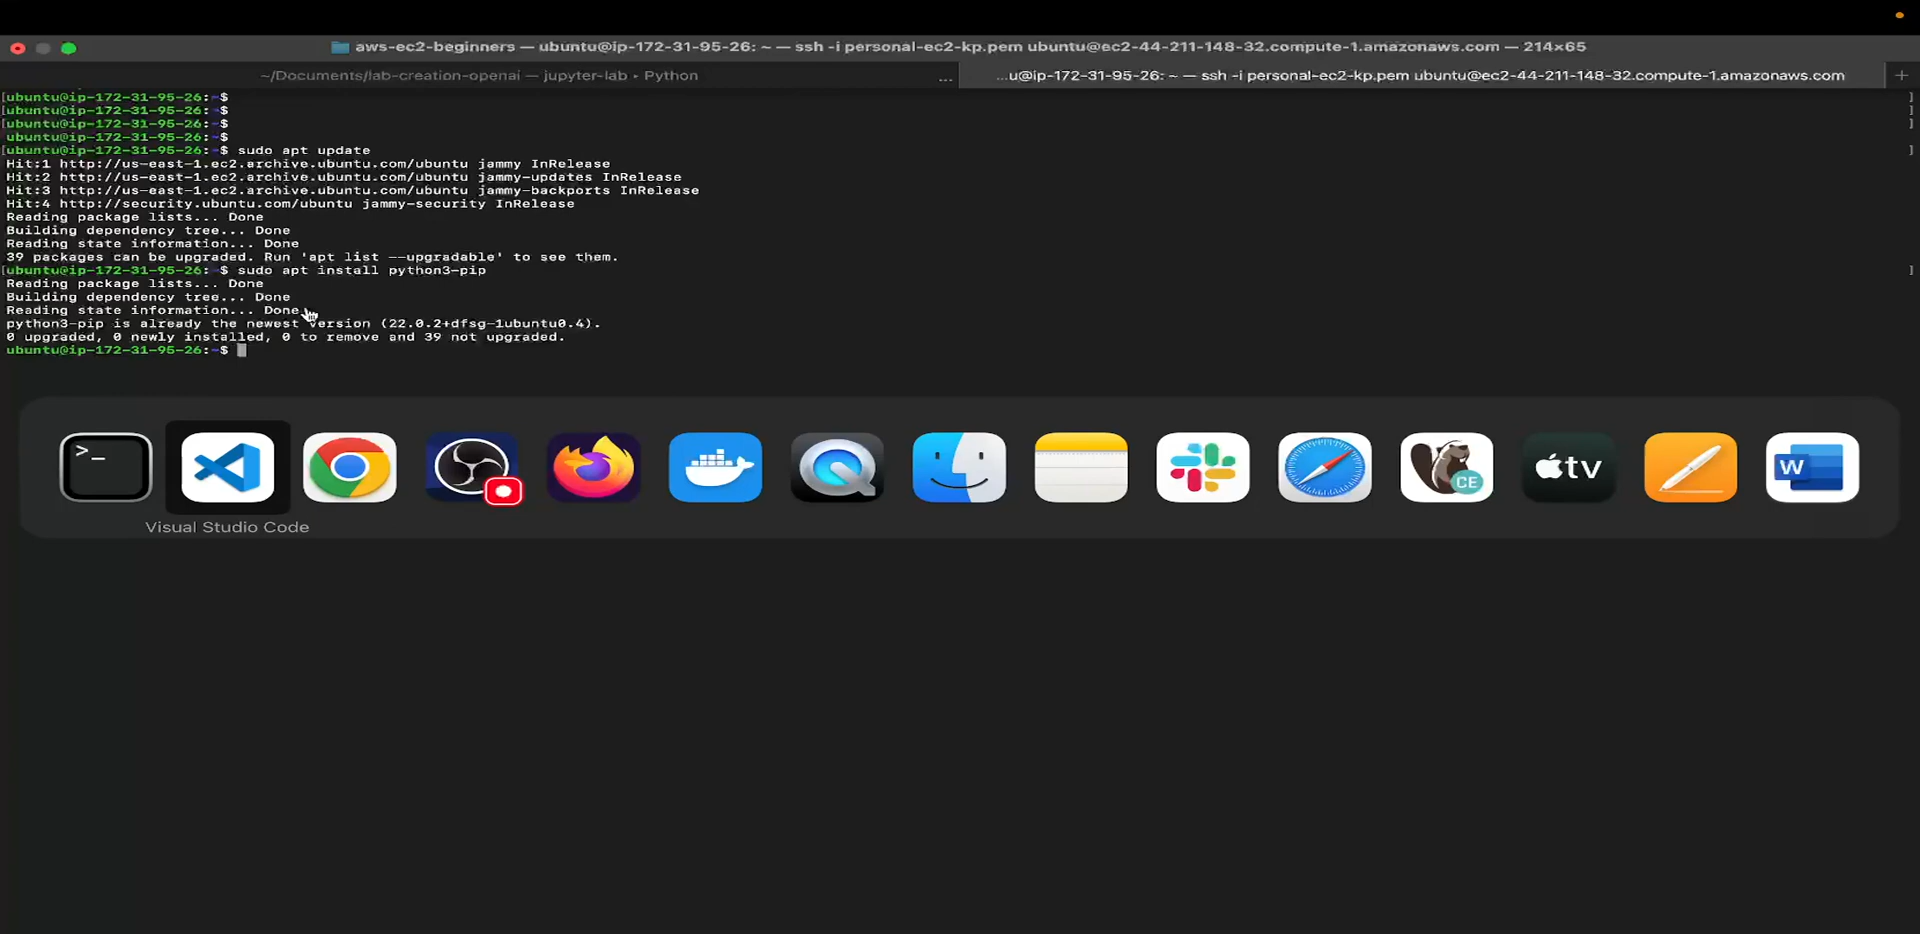 aws-ec2-beginners — ubuntu@ip-172-31-95-26: ~ — ssh -i personal-ec2-kp.pem ubuntu@ec2-44-211-148-32.compute-1.amazonaws.com — 214×65
~/Documents/lab-creation-openai — jupyter-lab • Python ... ...u@ip-172-31-95-26: ~ — ssh -i personal-ec2-kp.pem ubuntu@ec2-44-211-148-32.compute-1.amazonaws.com +
[ubuntu@ip-172-31-95-26:~$ ]
[ubuntu@ip-172-31-95-26:~$ ]
[ubuntu@ip-172-31-95-26:~$ ]
ubuntu@ip-172-31-95-26:~$
[ubuntu@ip-172-31-95-26:~$ sudo apt update ]
Hit:1 http://us-east-1.ec2.archive.ubuntu.com/ubuntu jammy InRelease
Hit:2 http://us-east-1.ec2.archive.ubuntu.com/ubuntu jammy-updates InRelease
Hit:3 http://us-east-1.ec2.archive.ubuntu.com/ubuntu jammy-backports InRelease
Hit:4 http://security.ubuntu.com/ubuntu jammy-security InRelease
Reading package lists... Done
Building dependency tree... Done
Reading state information... Done
39 packages can be upgraded. Run 'apt list --upgradable' to see them.
[ubuntu@ip-172-31-95-26:~$ sudo apt install python3-pip ]
Reading package lists... Done
Building dependency tree... Done
Reading state information... Done
python3-pip is already the newest version (22.0.2+dfsg-1ubuntu0.4).
0 upgraded, 0 newly installed, 0 to remove and 39 not upgraded.
ubuntu@ip-172-31-95-26:~$
>_
CE
tv
W
Visual Studio Code